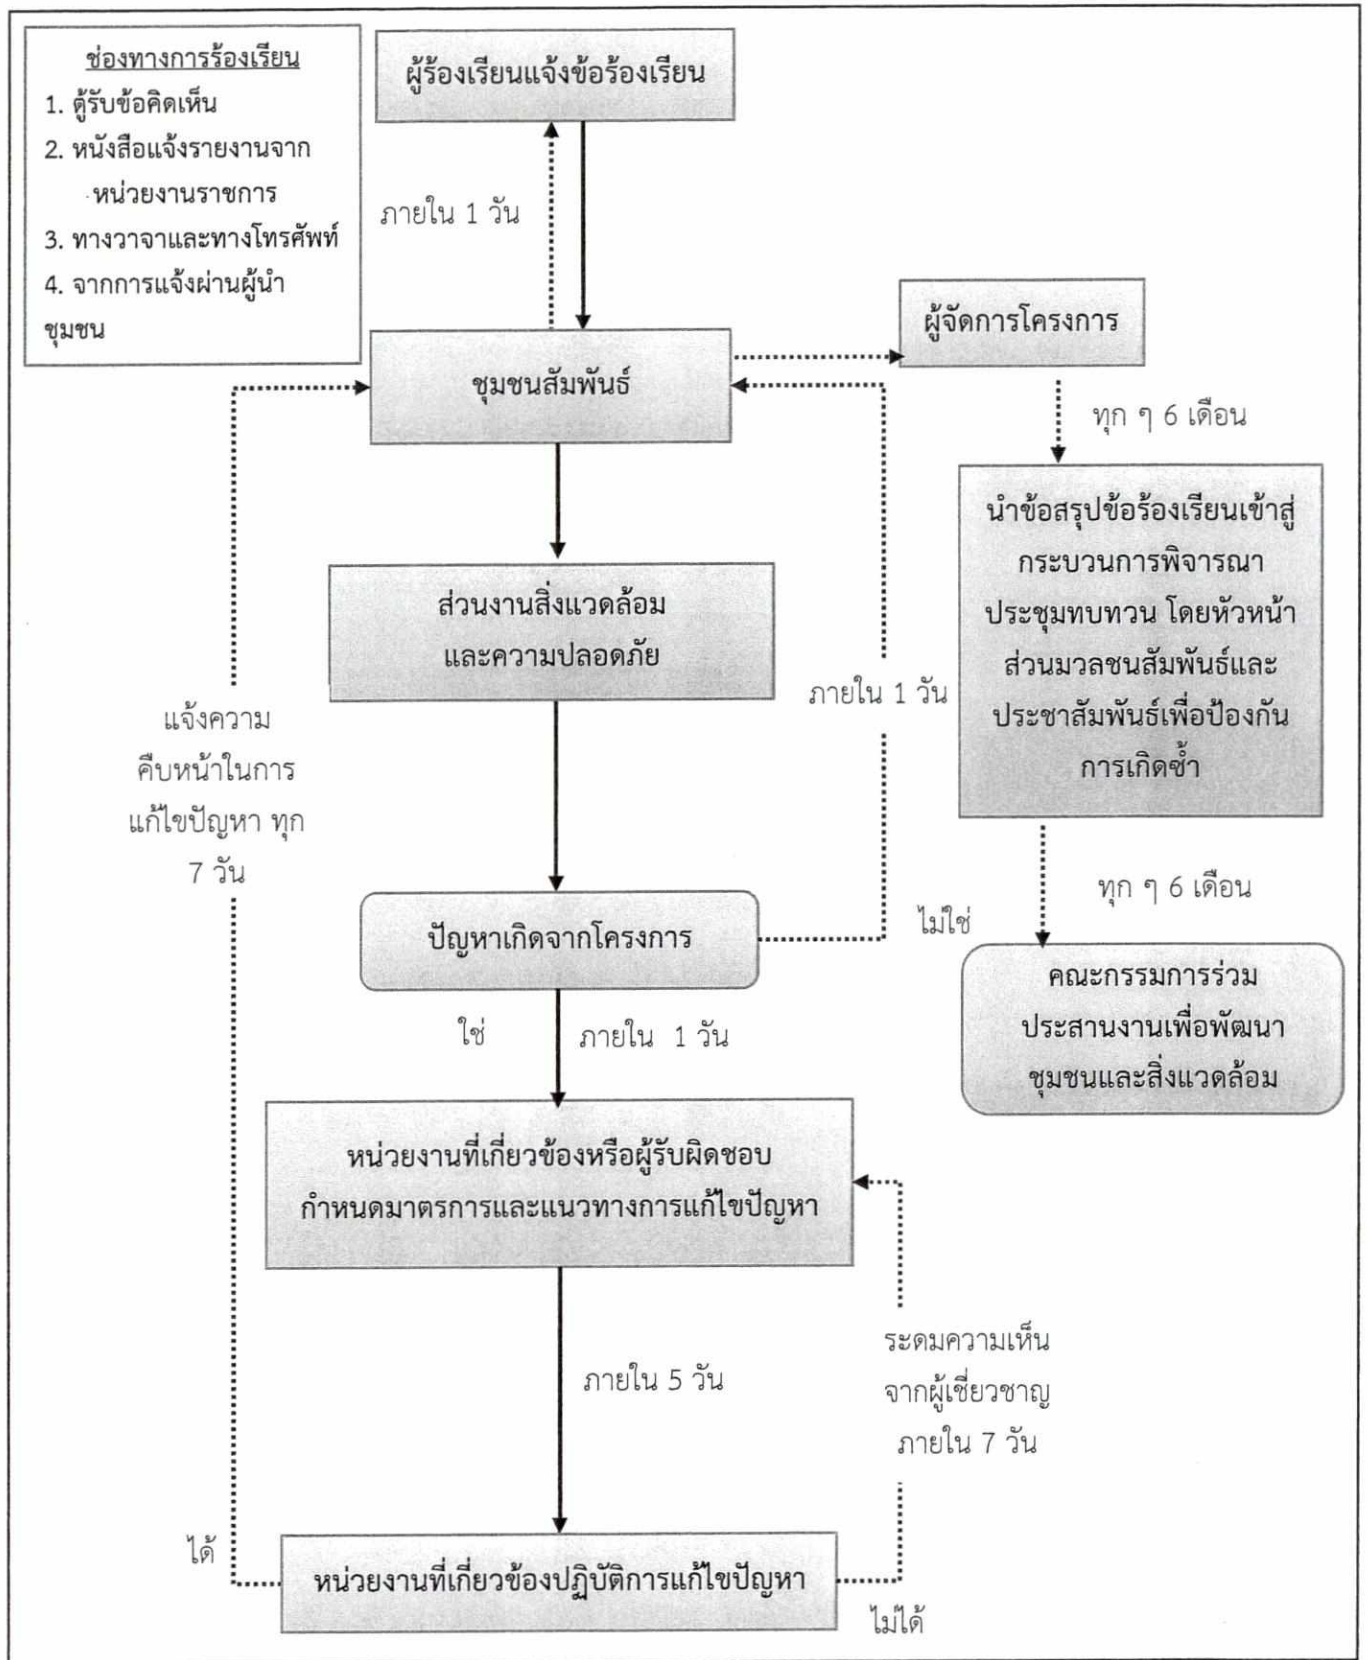 ช่องทางการร้องเรียน
1. ตู้รับข้อคิดเห็น
2. หนังสือแจ้งรายงานจาก
หน่วยงานราชการ
3. ทางวาจาและทางโทรศัพท์
4. จากการแจ้งผ่านผู้นำ
ชุมชน
ผู้ร้องเรียนแจ้งข้อร้องเรียน
ภายใน 1 วัน
ชุมชนสัมพันธ์
ผู้จัดการโครงการ
ทุก ๆ 6 เดือน
นำข้อสรุปข้อร้องเรียนเข้าสู่
กระบวนการพิจารณา
ประชุมทบทวน โดยหัวหน้า
ส่วนมวลชนสัมพันธ์และ
ประชาสัมพันธ์เพื่อป้องกัน
การเกิดซ้ำ
ส่วนงานสิ่งแวดล้อม
และความปลอดภัย
ภายใน 1 วัน
แจ้งความ
คืบหน้าในการ
แก้ไขปัญหา ทุก
7 วัน
ทุก ๆ 6 เดือน
ปัญหาเกิดจากโครงการ
ไม่ใช่
คณะกรรมการร่วม
ประสานงานเพื่อพัฒนา
ชุมชนและสิ่งแวดล้อม
ใช่
ภายใน 1 วัน
หน่วยงานที่เกี่ยวข้องหรือผู้รับผิดชอบ
กำหนดมาตรการและแนวทางการแก้ไขปัญหา
ภายใน 5 วัน
ระดมความเห็น
จากผู้เชี่ยวชาญ
ภายใน 7 วัน
ได้
หน่วยงานที่เกี่ยวข้องปฏิบัติการแก้ไขปัญหา
ไม่ได้